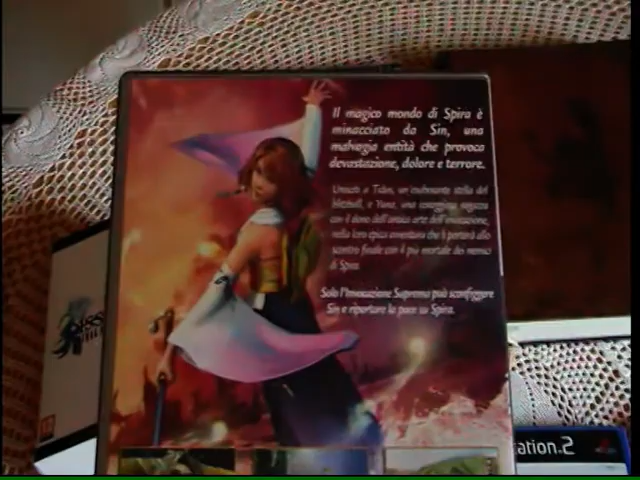 Il magico mondo di Spira è
minacciato da Sin, una
malvagia entità che provoca
devastazione, dolore e terrore.
Unisciti a Tidus, un'esuberante stella del
blitzball, e Yuna, una coraggiosa ragazza
con il dono dell'antica arte dell'invocazione,
nella loro epica avventura che li porterà allo
scontro finale con il più mortale dei nemici
di Spira.
Solo l'Invocazione Suprema può sconfiggere
Sin e riportare la pace su Spira.
ation.2